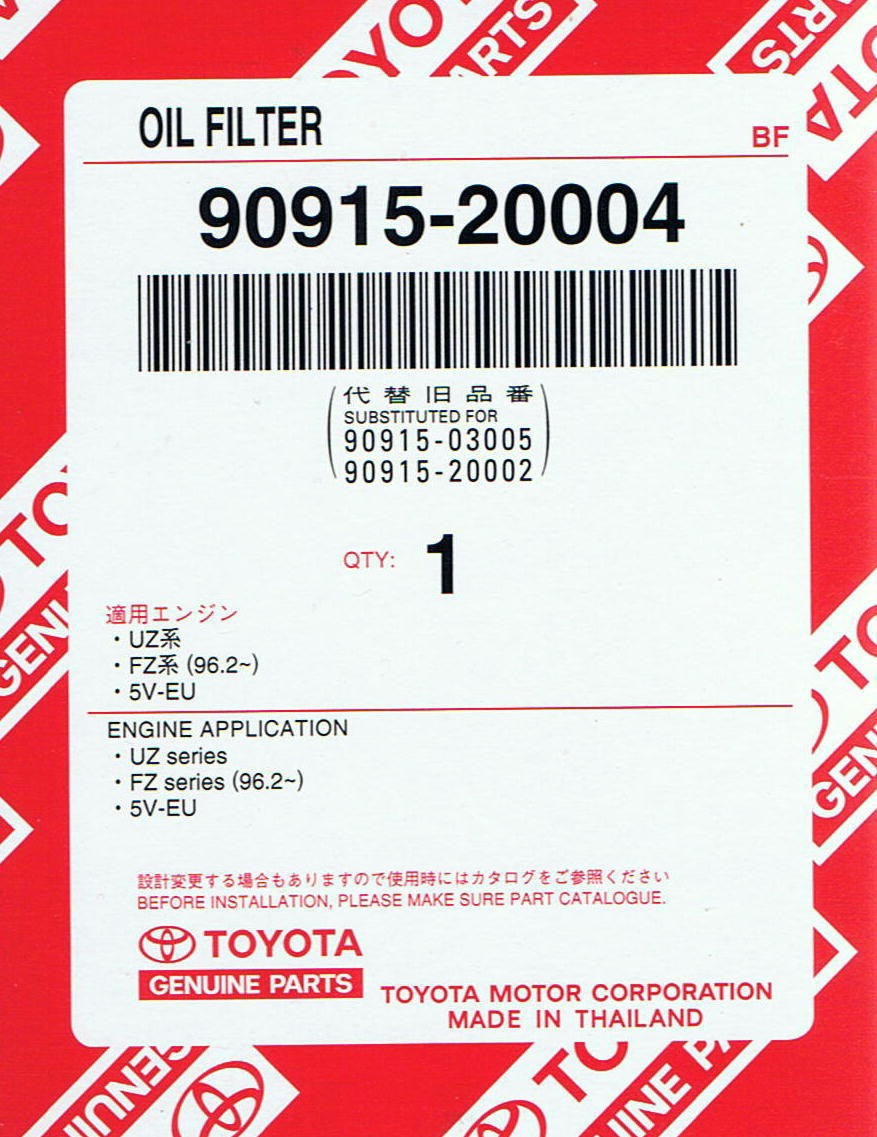 OIL FILTER
BF
90915-20004
代替旧品番
SUBSTITUTED FOR
90915-03005
90915-20002
QTY: 1
適用エンジン
・UZ系
・FZ系 (96.2~)
・5V-EU
ENGINE APPLICATION
・UZ series
・FZ series (96.2~)
・5V-EU
設計変更する場合もありますので使用時にはカタログをご参照ください
BEFORE INSTALLATION, PLEASE MAKE SURE PART CATALOGUE.
TOYOTA
GENUINE PARTS
TOYOTA MOTOR CORPORATION
MADE IN THAILAND